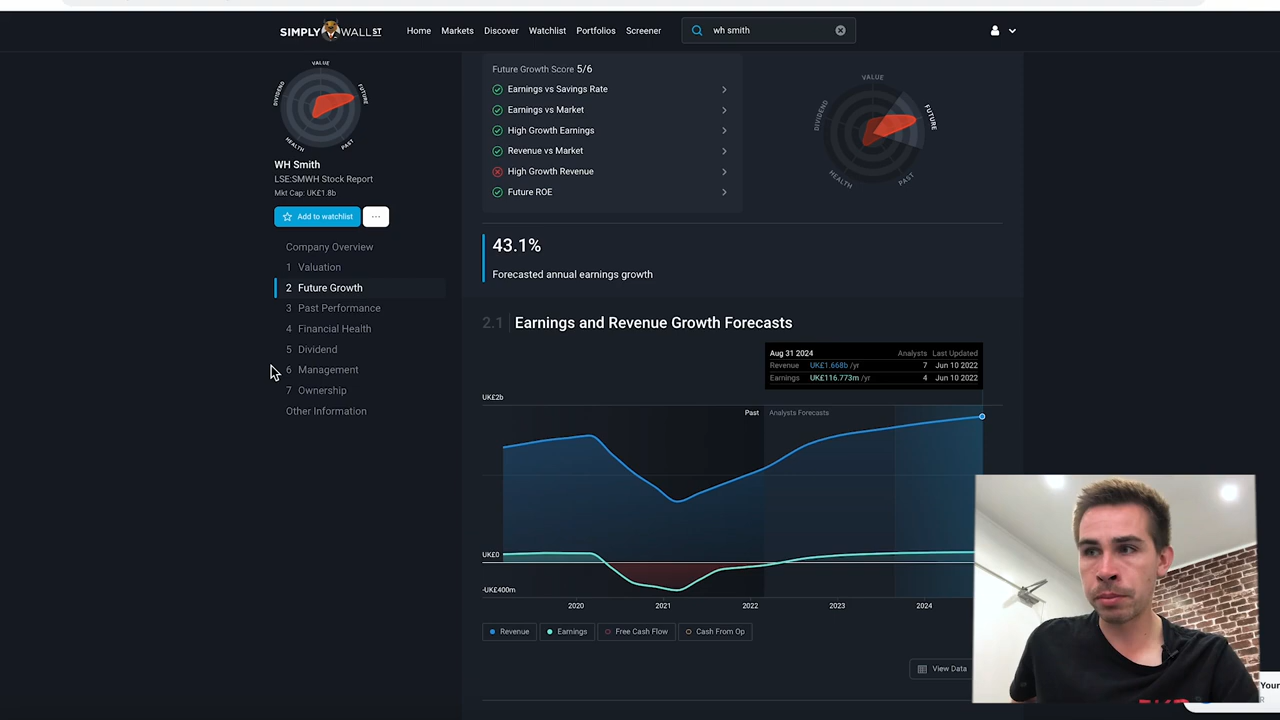 SIMPLY WALL ST
Home Markets Discover Watchlist Portfolios Screener
wh smith
VALUE
FUTURE
PAST
HEALTH
DIVIDEND
WH Smith
LSE:SMWH Stock Report
Mkt Cap: UK£1.8b
Add to watchlist
...
Company Overview
1 Valuation
2 Future Growth
3 Past Performance
4 Financial Health
5 Dividend
6 Management
7 Ownership
Other Information
Future Growth Score 5/6
Earnings vs Savings Rate
Earnings vs Market
High Growth Earnings
Revenue vs Market
High Growth Revenue
Future ROE
VALUE
FUTURE
PAST
HEALTH
DIVIDEND
43.1%
Forecasted annual earnings growth
2.1 Earnings and Revenue Growth Forecasts
Aug 31 2024 Analysts Last Updated
Revenue UK£1.668b /yr 7 Jun 10 2022
Earnings UK£116.773m /yr 4 Jun 10 2022
UK£2b
Past Analysts Forecasts
UK£0
-UK£400m
2020 2021 2022 2023 2024
Revenue Earnings Free Cash Flow Cash From Op
View Data
Your